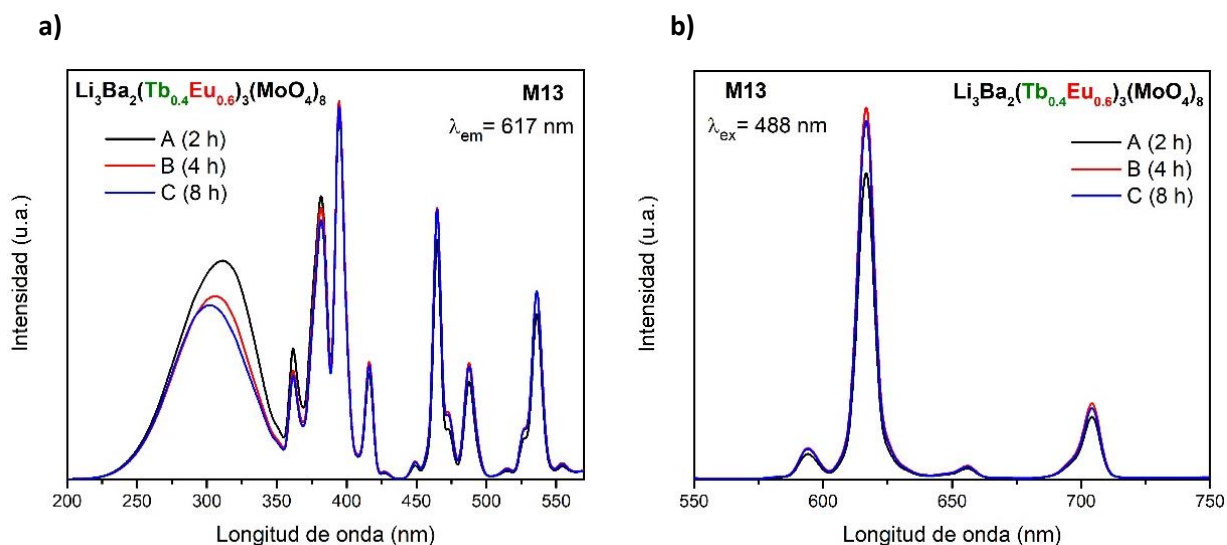 a)
Li₃Ba₂(Tb₀.₄Eu₀.₆)₃(MoO₄)₈
M13
λem= 617 nm
A (2 h)
B (4 h)
C (8 h)
Intensidad (u.a.)
200 250 300 350 400 450 500 550
Longitud de onda (nm)
b)
M13
Li₃Ba₂(Tb₀.₄Eu₀.₆)₃(MoO₄)₈
λex= 488 nm
A (2 h)
B (4 h)
C (8 h)
Intensidad (u.a.)
550 600 650 700 750
Longitud de onda (nm)